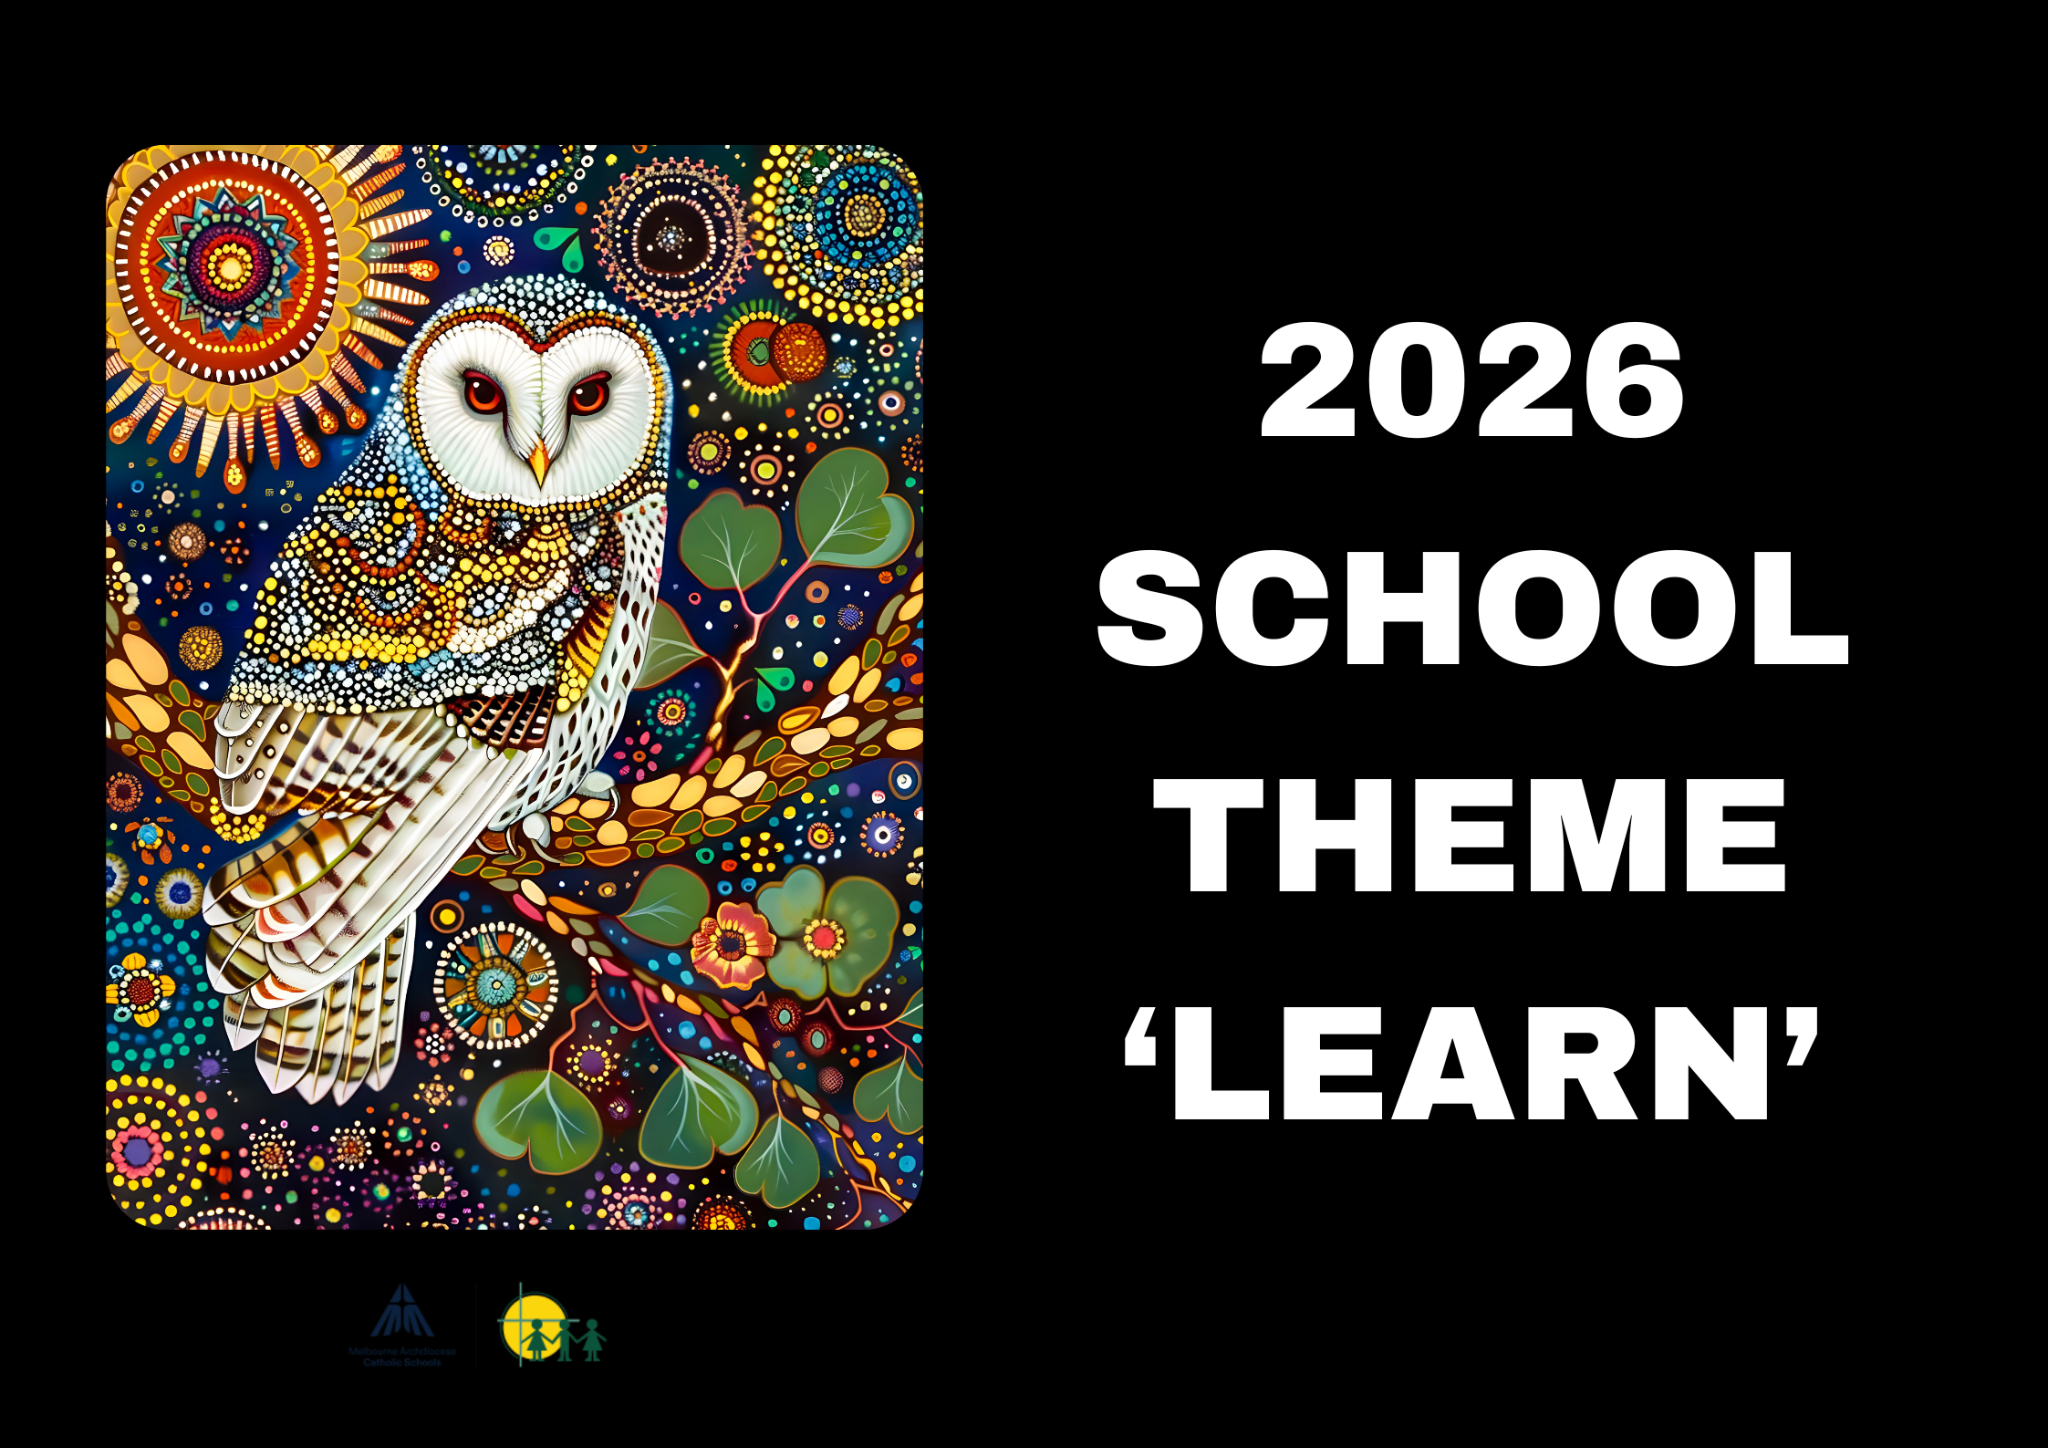 2026
SCHOOL
THEME
‘LEARN’
Melbourne Archdiocese
Catholic Schools